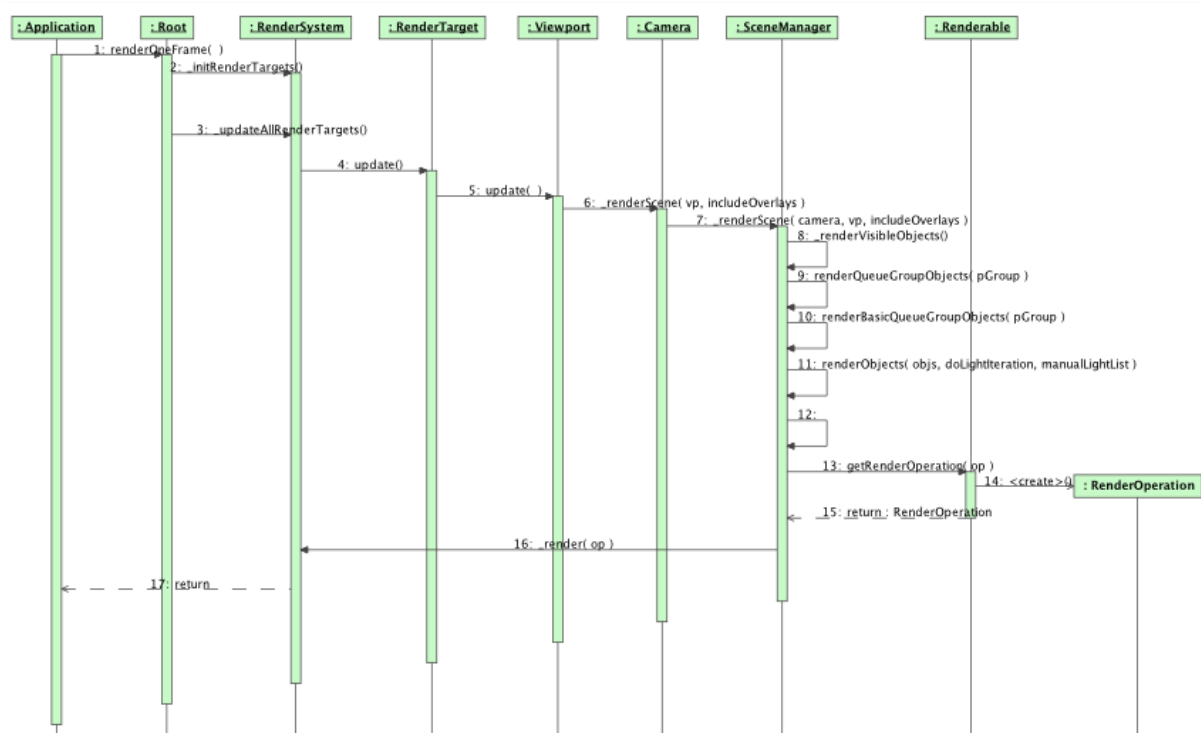 : Application
: Root
: RenderSystem
: RenderTarget
: Viewport
: Camera
: SceneManager
: Renderable
1: renderOneFrame( )
2: _initRenderTargets()
3: _updateAllRenderTargets()
4: update()
5: update( )
6: _renderScene( vp, includeOverlays )
7: _renderScene( camera, vp, includeOverlays )
8: _renderVisibleObjects()
9: renderQueueGroupObjects( pGroup )
10: renderBasicQueueGroupObjects( pGroup )
11: renderObjects( objs, doLightIteration, manualLightList )
12:
13: getRenderOperation( op )
14: <create>()
: RenderOperation
15: return : RenderOperation
16: _render( op )
17: return